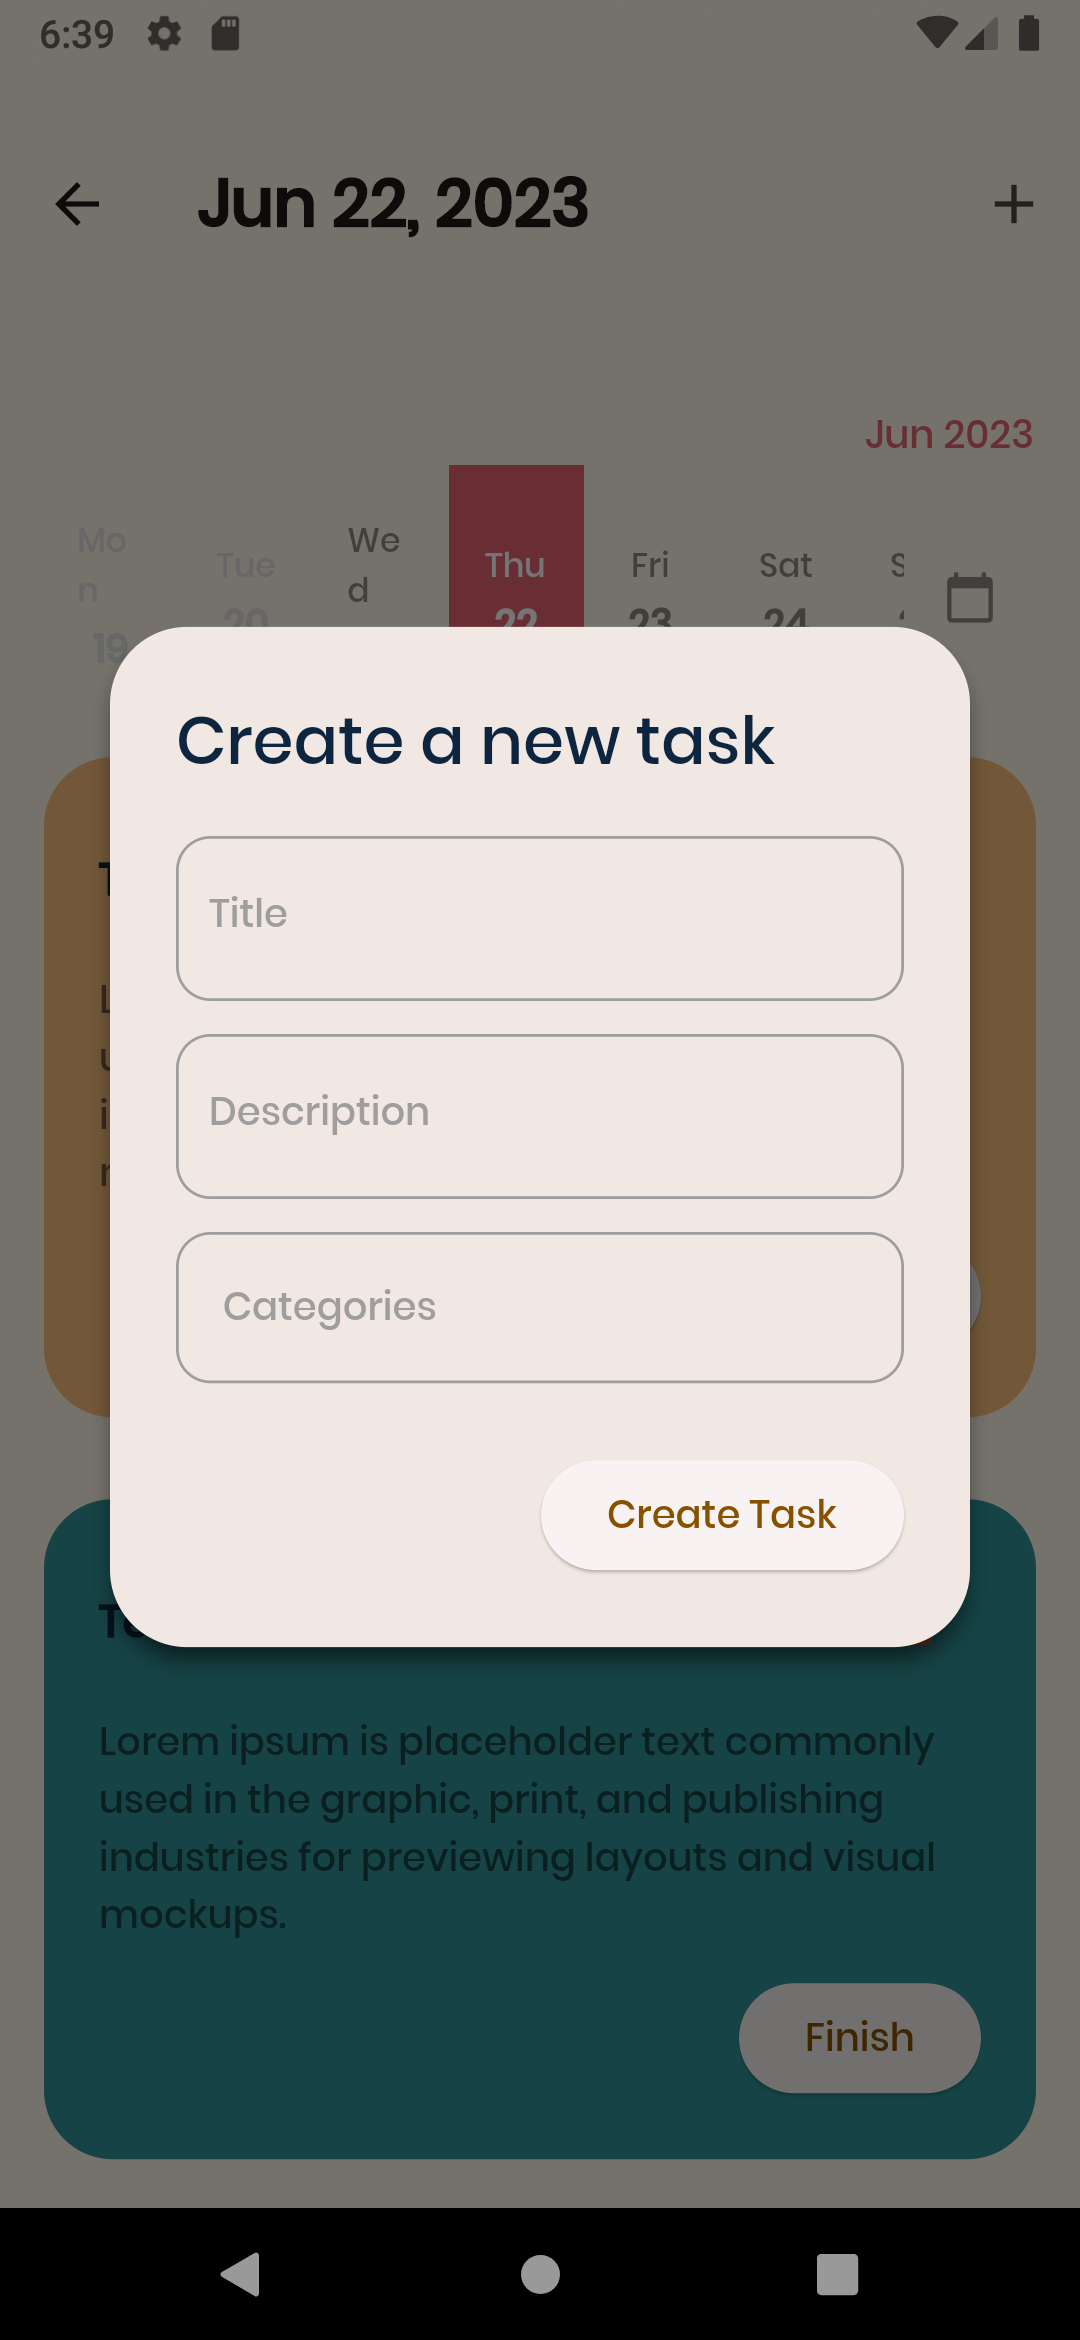 6:39
Jun 22, 2023
Jun 2023
Mo
n
19
Tue
20
We
d
Thu
22
Fri
23
Sat
24
Create a new task
Title
Description
Categories
Create Task
Lorem ipsum is placeholder text commonly
used in the graphic, print, and publishing
industries for previewing layouts and visual
mockups.
Finish